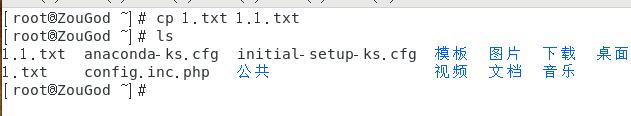 [root@ZouGod ~]# cp 1.txt 1.1.txt
[root@ZouGod ~]# ls
1.1.txt  anaconda-ks.cfg  initial-setup-ks.cfg  模板  图片  下载  桌面
1.txt    config.inc.php   公共                  视频  文档  音乐
[root@ZouGod ~]#